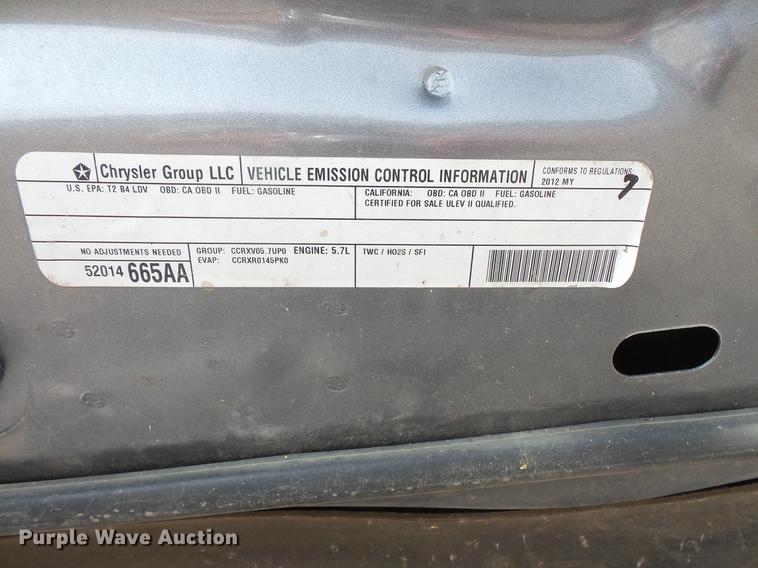 Chrysler Group LLC VEHICLE EMISSION CONTROL INFORMATION
CONFORMS TO REGULATIONS:
2012 MY
7
U.S. EPA: T2 B4 LDV OBD: CA OBD II FUEL: GASOLINE
CALIFORNIA: OBD: CA OBD II FUEL: GASOLINE
CERTIFIED FOR SALE ULEV II QUALIFIED.
NO ADJUSTMENTS NEEDED
52014 665AA
GROUP: CCRXV05.7UP0 ENGINE: 5.7L
EVAP: CCRXR0145PK0
TWC / HO2S / SFI
Purple Wave Auction